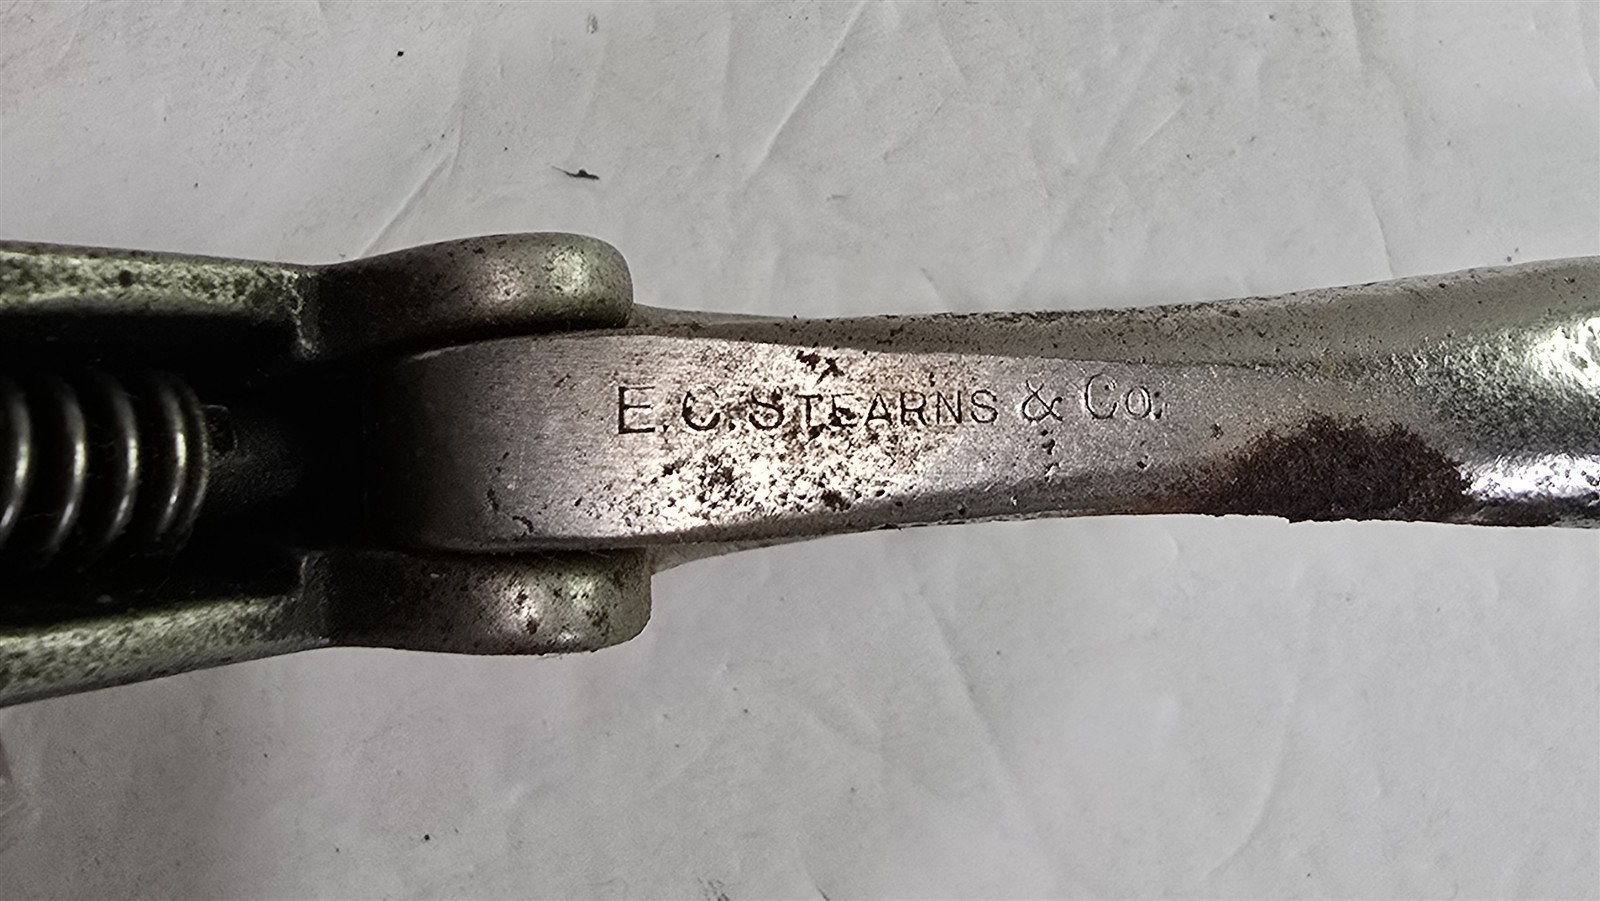 E.C. STEARNS & Co.